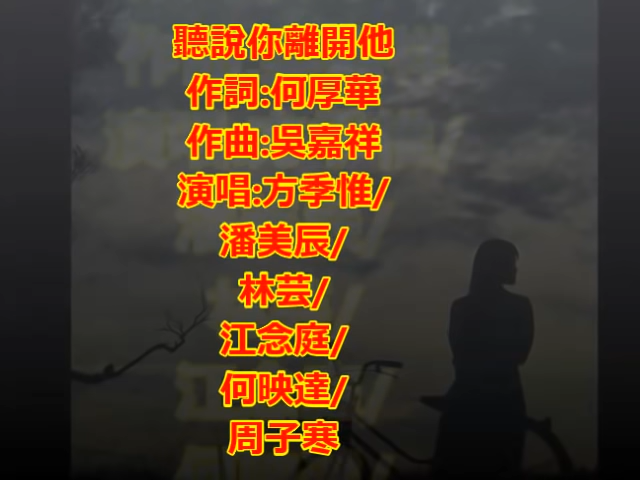 聽說你離開他
作詞:何厚華
作曲:吳嘉祥
演唱:方季惟/
潘美辰/
林芸/
江念庭/
何映達/
周子寒